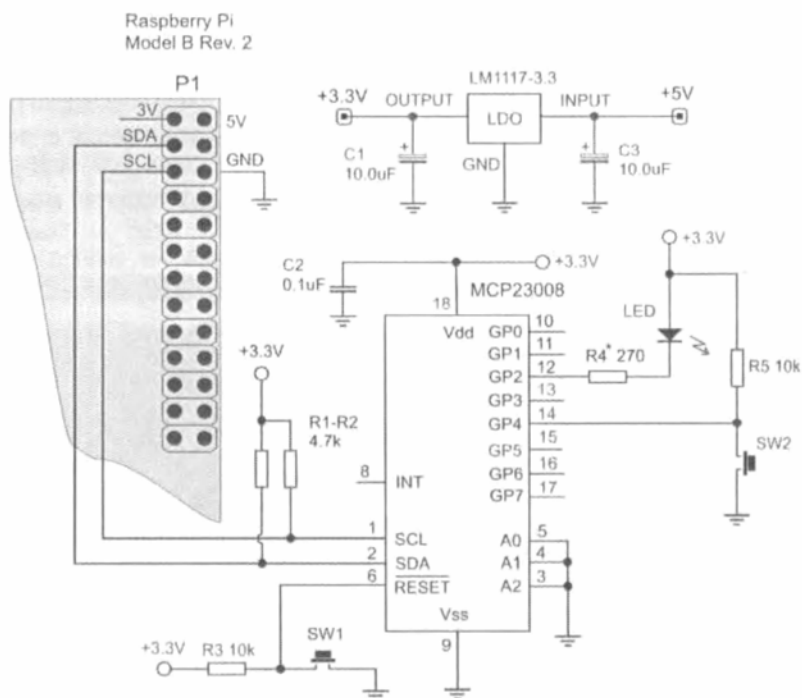 Raspberry Pi
Model B Rev. 2
P1
3V
5V
SDA
SCL
GND
LM1117-3.3
+3.3V
OUTPUT
LDO
INPUT
+5V
C1
10.0uF
GND
C3
10.0uF
C2
0.1uF
+3.3V
+3.3V
MCP23008
18
Vdd
GP0
10
GP1
11
GP2
12
GP3
13
GP4
14
GP5
15
GP6
16
GP7
17
LED
R4* 270
R5 10k
SW2
+3.3V
R1-R2
4.7k
8
INT
1
SCL
2
SDA
6
RESET
A0
5
A1
4
A2
3
Vss
9
+3.3V
R3 10k
SW1